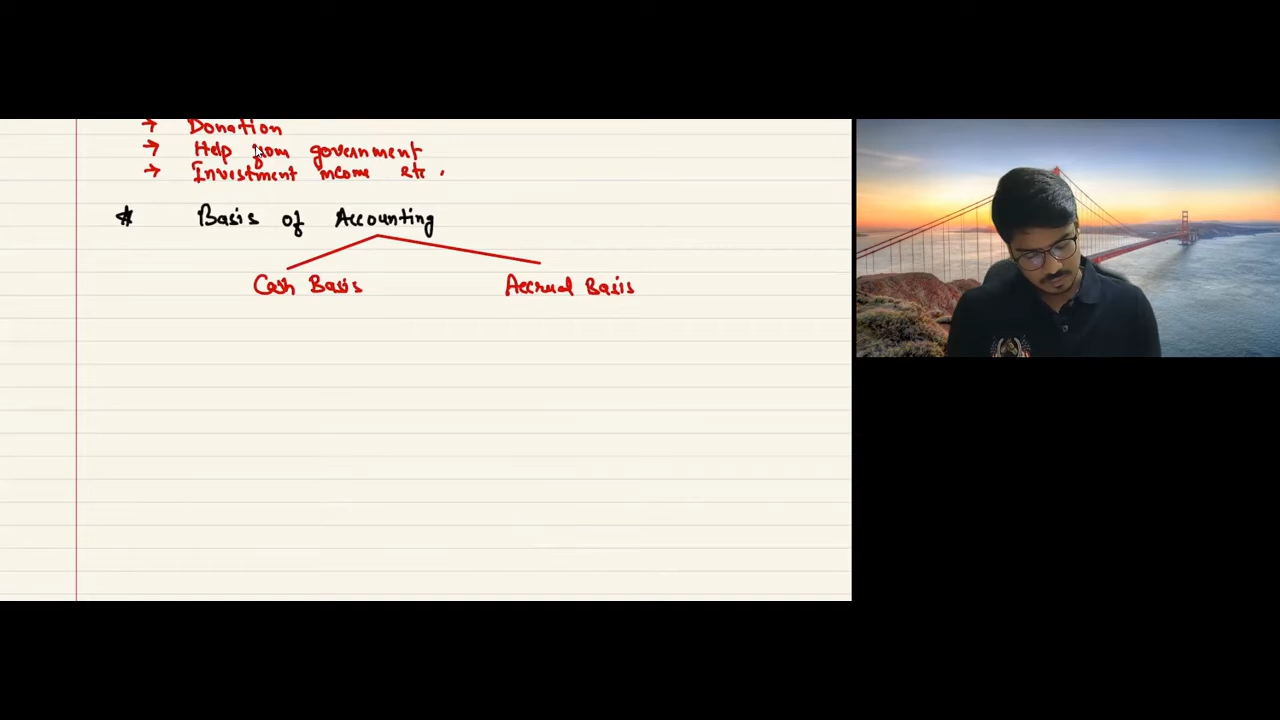 → Donation
→ Help from government
→ Investment income etc.
* Basis of Accounting
Cash Basis Accrual Basis